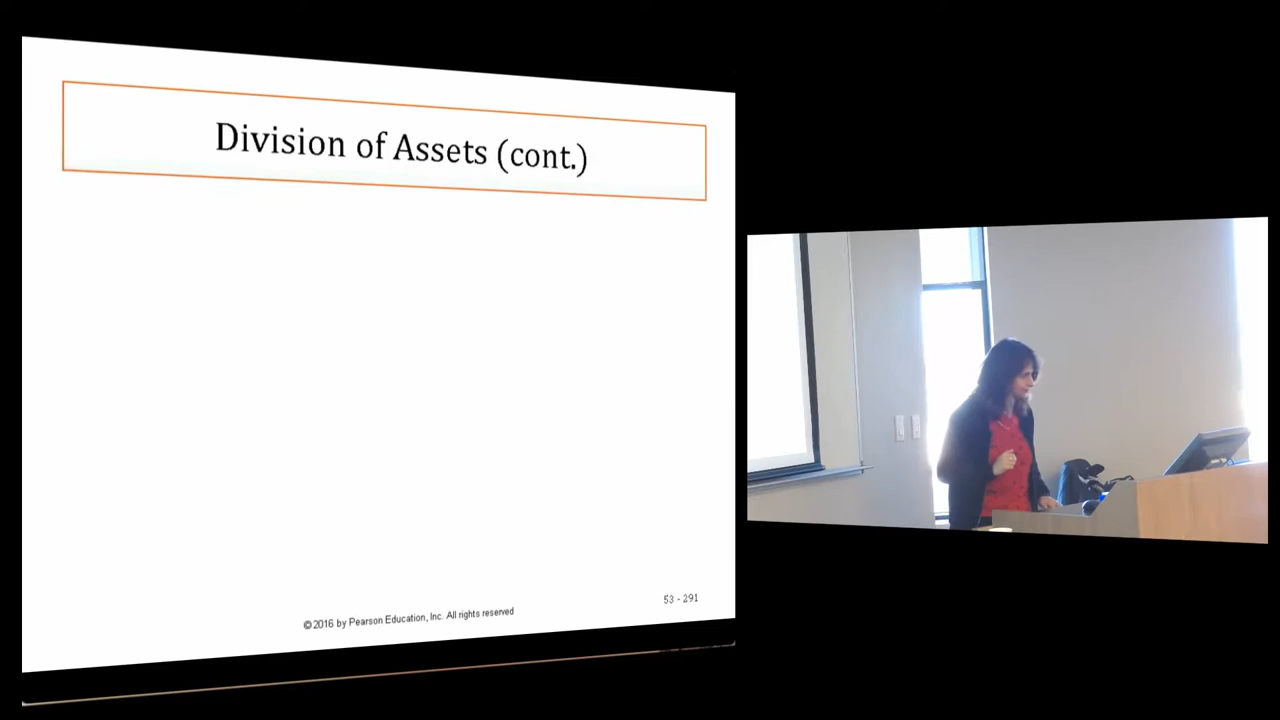 Division of Assets (cont.)
53 - 291
© 2016 by Pearson Education, Inc. All rights reserved